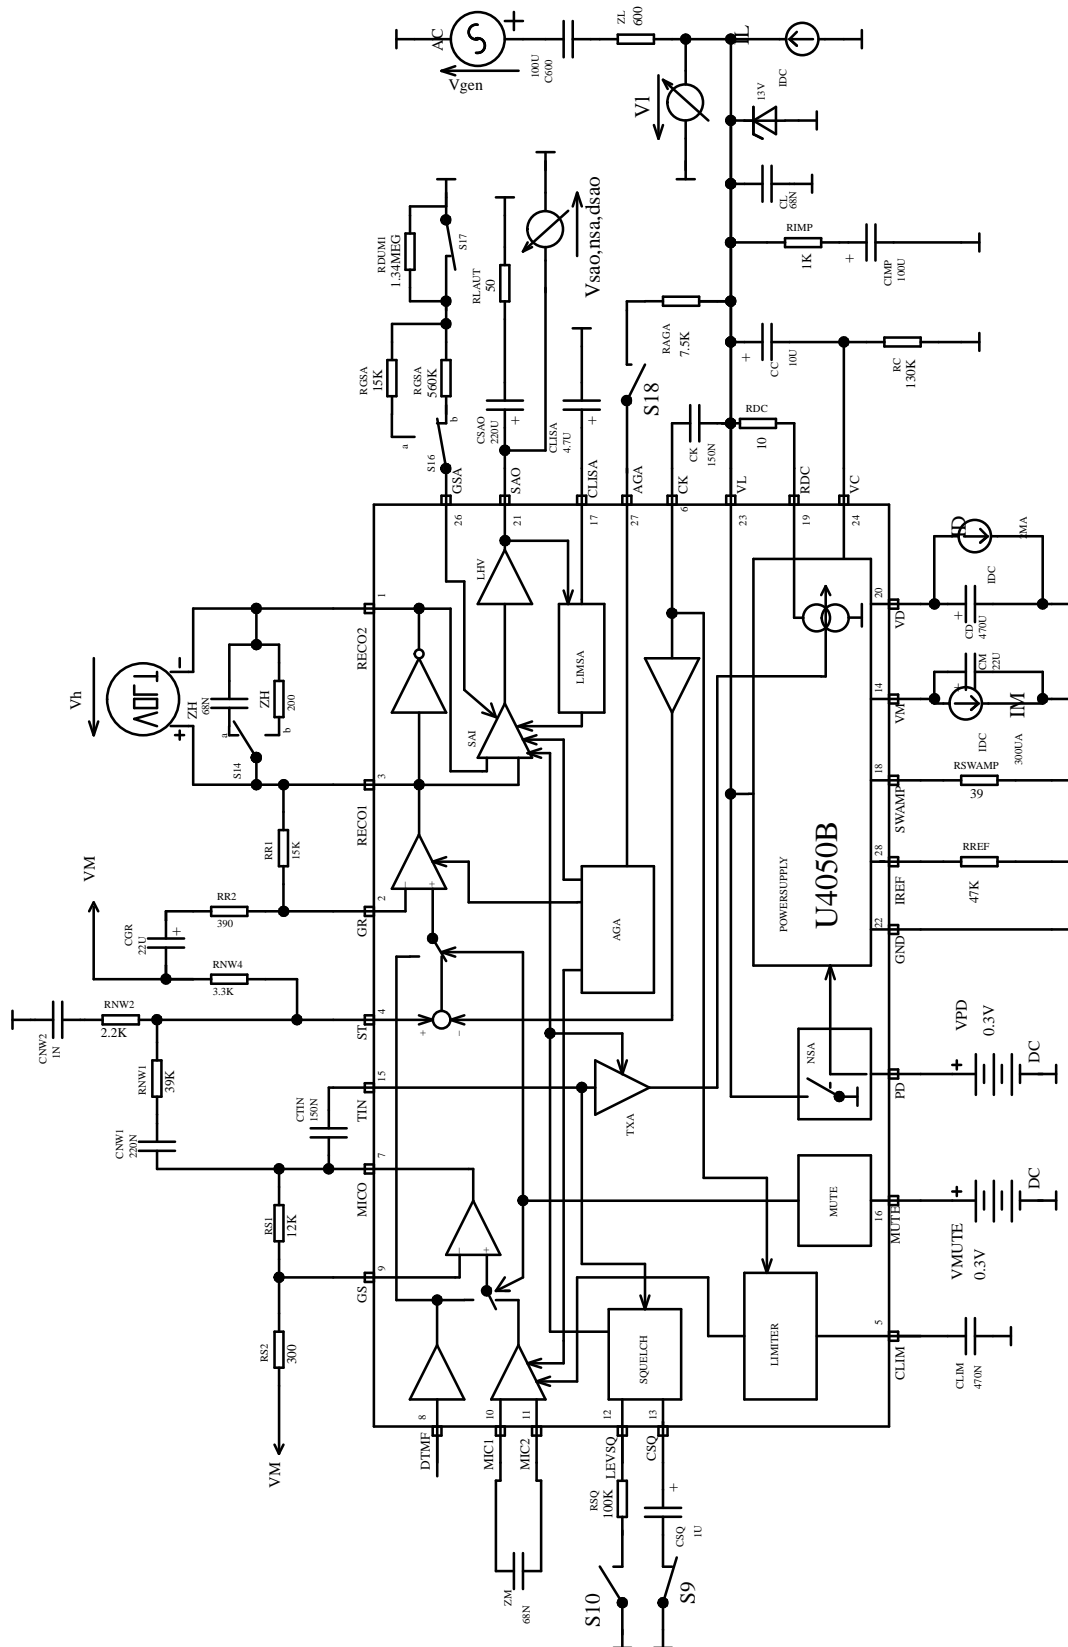 AC
+
Vgen
100U
C600
ZL
600
V1
IL
IDC
13V
CL
68N
RIMP
1K
+
CIMP
100U
RAGA
7.5K
+
CC
10U
RC
130K
RDC
10
CK
150N
S18
RDUM1
1.34MEG
S17
RGSA
15K
RGSA
560K
a
b
S16
RLAUT
50
Vsao,nsa,dsao
CSAO
220U
+
CLISA
4.7U
+
GSA
26
SAO
21
CLISA
17
AGA
27
CK
6
VL
23
RDC
19
VC
24
Vh
VOLT
+
-
ZH
68N
ZH
200
a
b
S14
RECO2
1
RECO1
3
LHV
LIMSA
SAI
VM
RR1
15K
RR2
390
CGR
22U
+
RNW4
3.3K
GR
2
ST
4
+
-
AGA
POWERSUPPLY
U4050B
VD
20
VM
14
SWAMP
18
IREF
28
GND
22
ID
IDC
2MA
+
CD
470U
+
CM
22U
IM
IDC
300UA
RSWAMP
39
RREF
47K
CNW2
1N
RNW2
2.2K
RNW1
39K
CNW1
220N
CTIN
150N
TIN
15
TXA
NSA
PD
VPD
0.3V
+
DC
MICO
7
RS1
12K
GS
9
RS2
300
VM
MUTE
MUTE
16
VMUTE
0.3V
+
DC
SQUELCH
LIMITER
CLIM
5
CLIM
470N
DTMF
8
MIC1
10
MIC2
11
LEVSQ
12
CSQ
13
ZM
68N
RSQ
100K
CSQ
1U
+
S10
S9